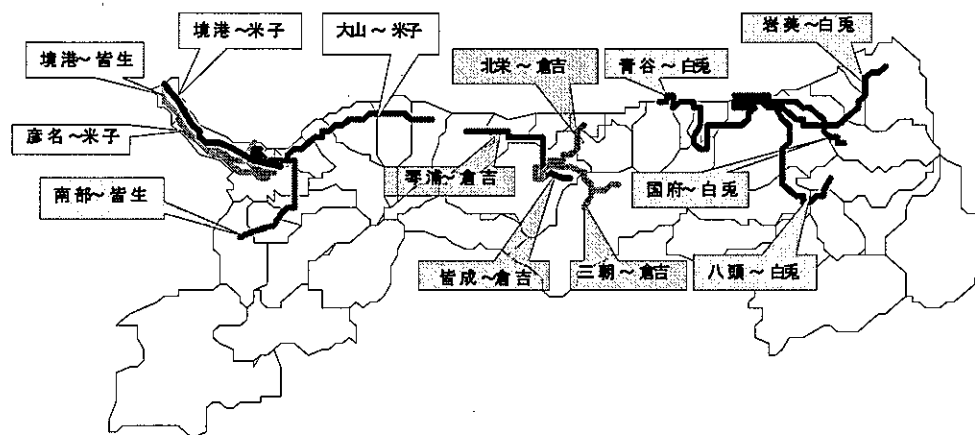 境港～米子
大山～米子
岩美～白兎
境港～皆生
北栄～倉吉
青谷～白兎
彦名～米子
琴浦～倉吉
国府～白兎
南部～皆生
皆成～倉吉
三朝～倉吉
八頭～白兎